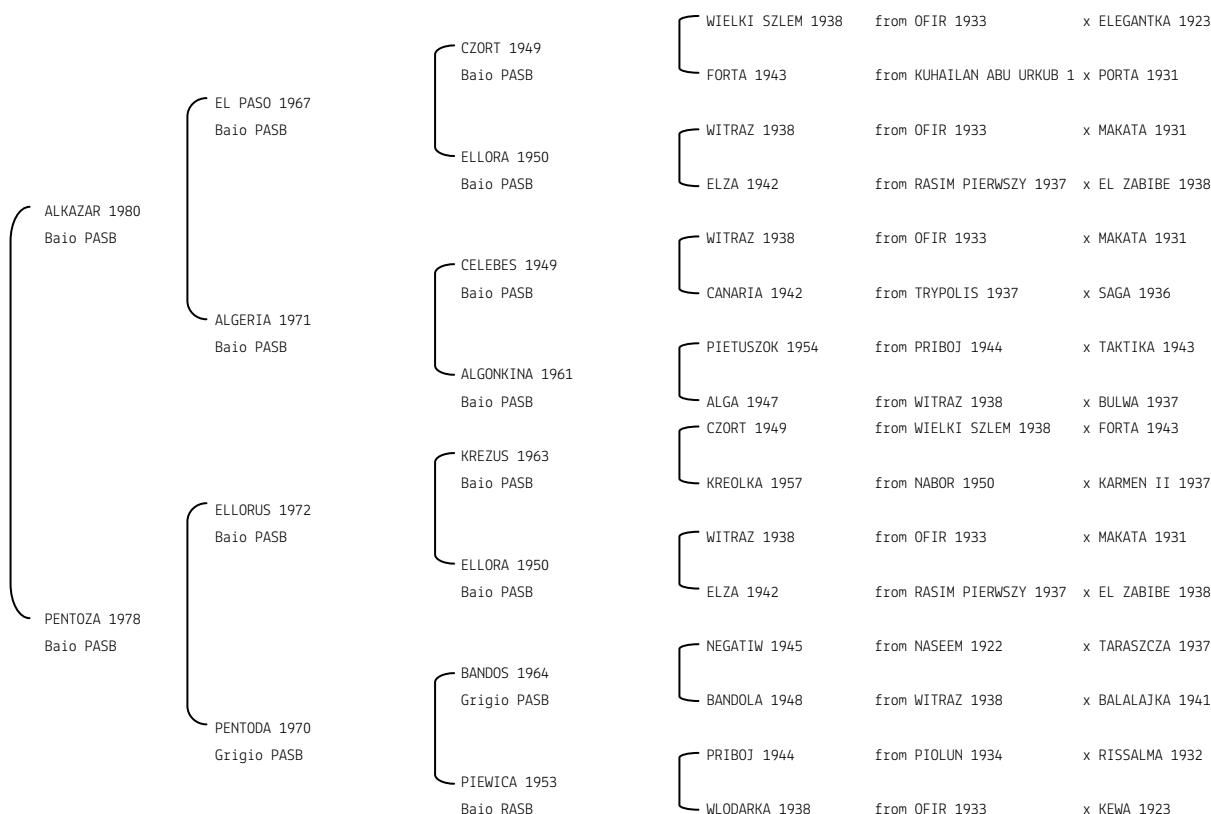 WIELKI SZLEM 1938 from OFIR 1933 x ELEGANTKA 1923
CZORT 1949
Baio PASB
FORTA 1943 from KUHAILAN ABU URKUB 1 x PORTA 1931
EL PASO 1967
Baio PASB
WITRAZ 1938 from OFIR 1933 x MAKATA 1931
ELLORA 1950
Baio PASB
ELZA 1942 from RASIM PIERWSZY 1937 x EL ZABIBE 1938
ALKAZAR 1980
Baio PASB
WITRAZ 1938 from OFIR 1933 x MAKATA 1931
CELEBES 1949
Baio PASB
CANARIA 1942 from TRYPOLIS 1937 x SAGA 1936
ALGERIA 1971
Baio PASB
PIETUSZOK 1954 from PRIBOJ 1944 x TAKTIKA 1943
ALGONKINA 1961
Baio PASB
ALGA 1947 from WITRAZ 1938 x BULWA 1937
CZORT 1949 from WIELKI SZLEM 1938 x FORTA 1943
KREZUS 1963
Baio PASB
KREOLKA 1957 from NABOR 1950 x KARMEN II 1937
ELLORUS 1972
Baio PASB
WITRAZ 1938 from OFIR 1933 x MAKATA 1931
ELLORA 1950
Baio PASB
ELZA 1942 from RASIM PIERWSZY 1937 x EL ZABIBE 1938
PENTOZA 1978
Baio PASB
NEGATIW 1945 from NASEEM 1922 x TARASZCZA 1937
BANDOS 1964
Grigio PASB
BANDOLA 1948 from WITRAZ 1938 x BALALAJKA 1941
PENTODA 1970
Grigio PASB
PRIBOJ 1944 from PIOLUN 1934 x RISSALMA 1932
PIEWICA 1953
Baio RASB
WLODARKA 1938 from OFIR 1933 x KEWA 1923